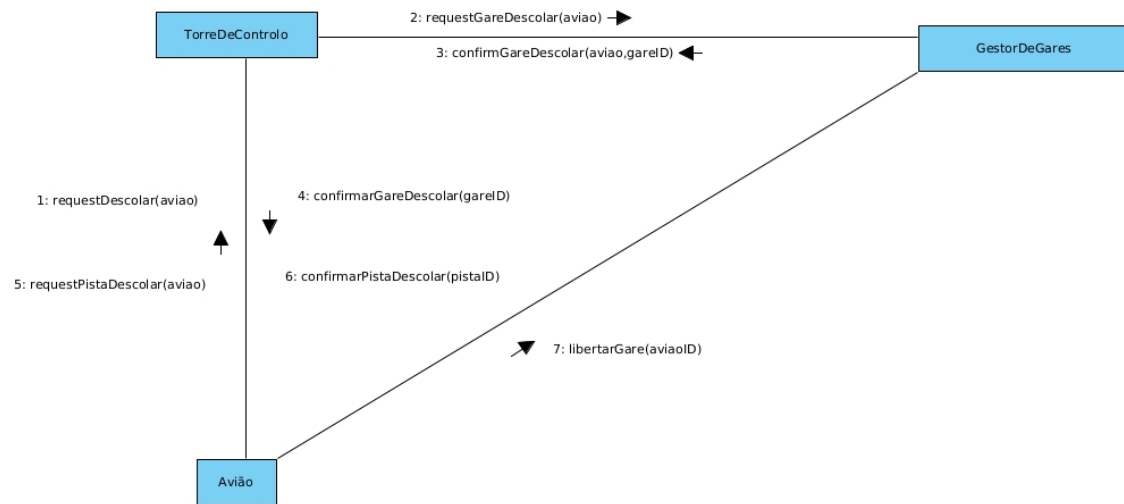 2: requestGareDescolar(aviao)
TorreDeControlo
3: confirmGareDescolar(aviao,gareID)
GestorDeGares
1: requestDescolar(aviao)
4: confirmarGareDescolar(gareID)
5: requestPistaDescolar(aviao)
6: confirmarPistaDescolar(pistaID)
7: libertarGare(aviaoID)
Avião